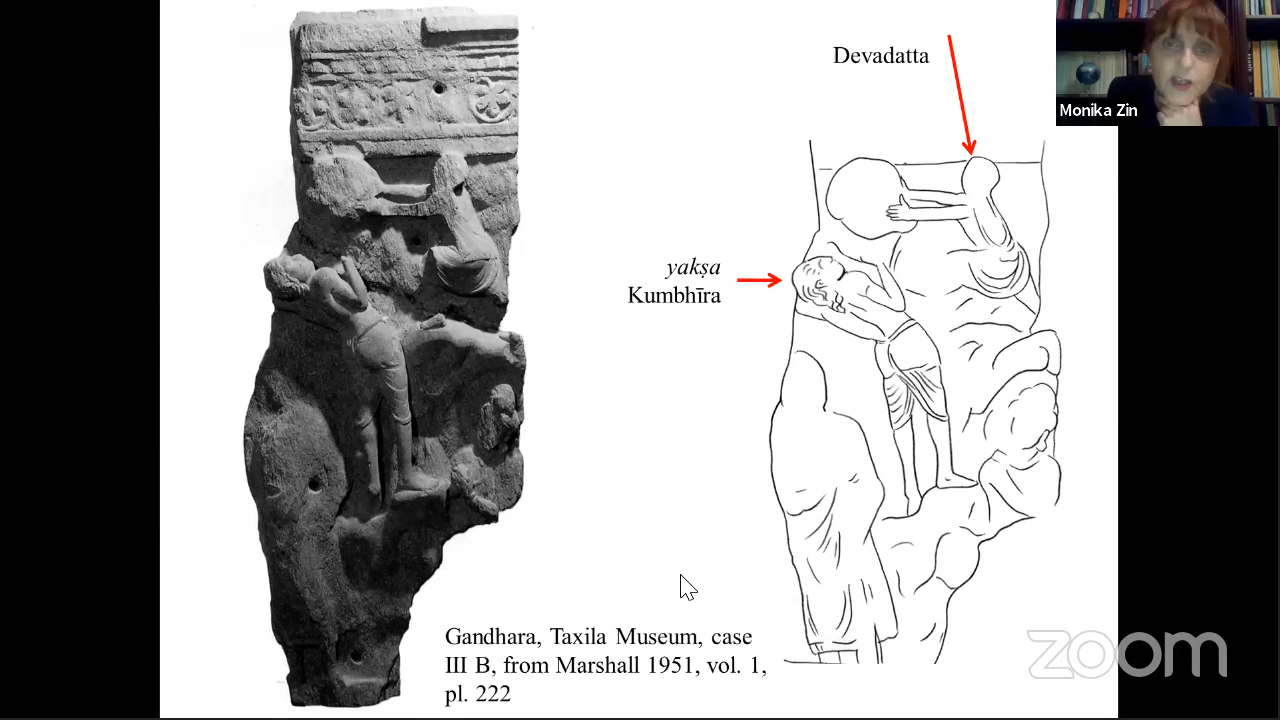 Devadatta
Monika Zin
yakṣa
Kumbhīra
Gandhara, Taxila Museum, case
III B, from Marshall 1951, vol. 1,
pl. 222
zoom